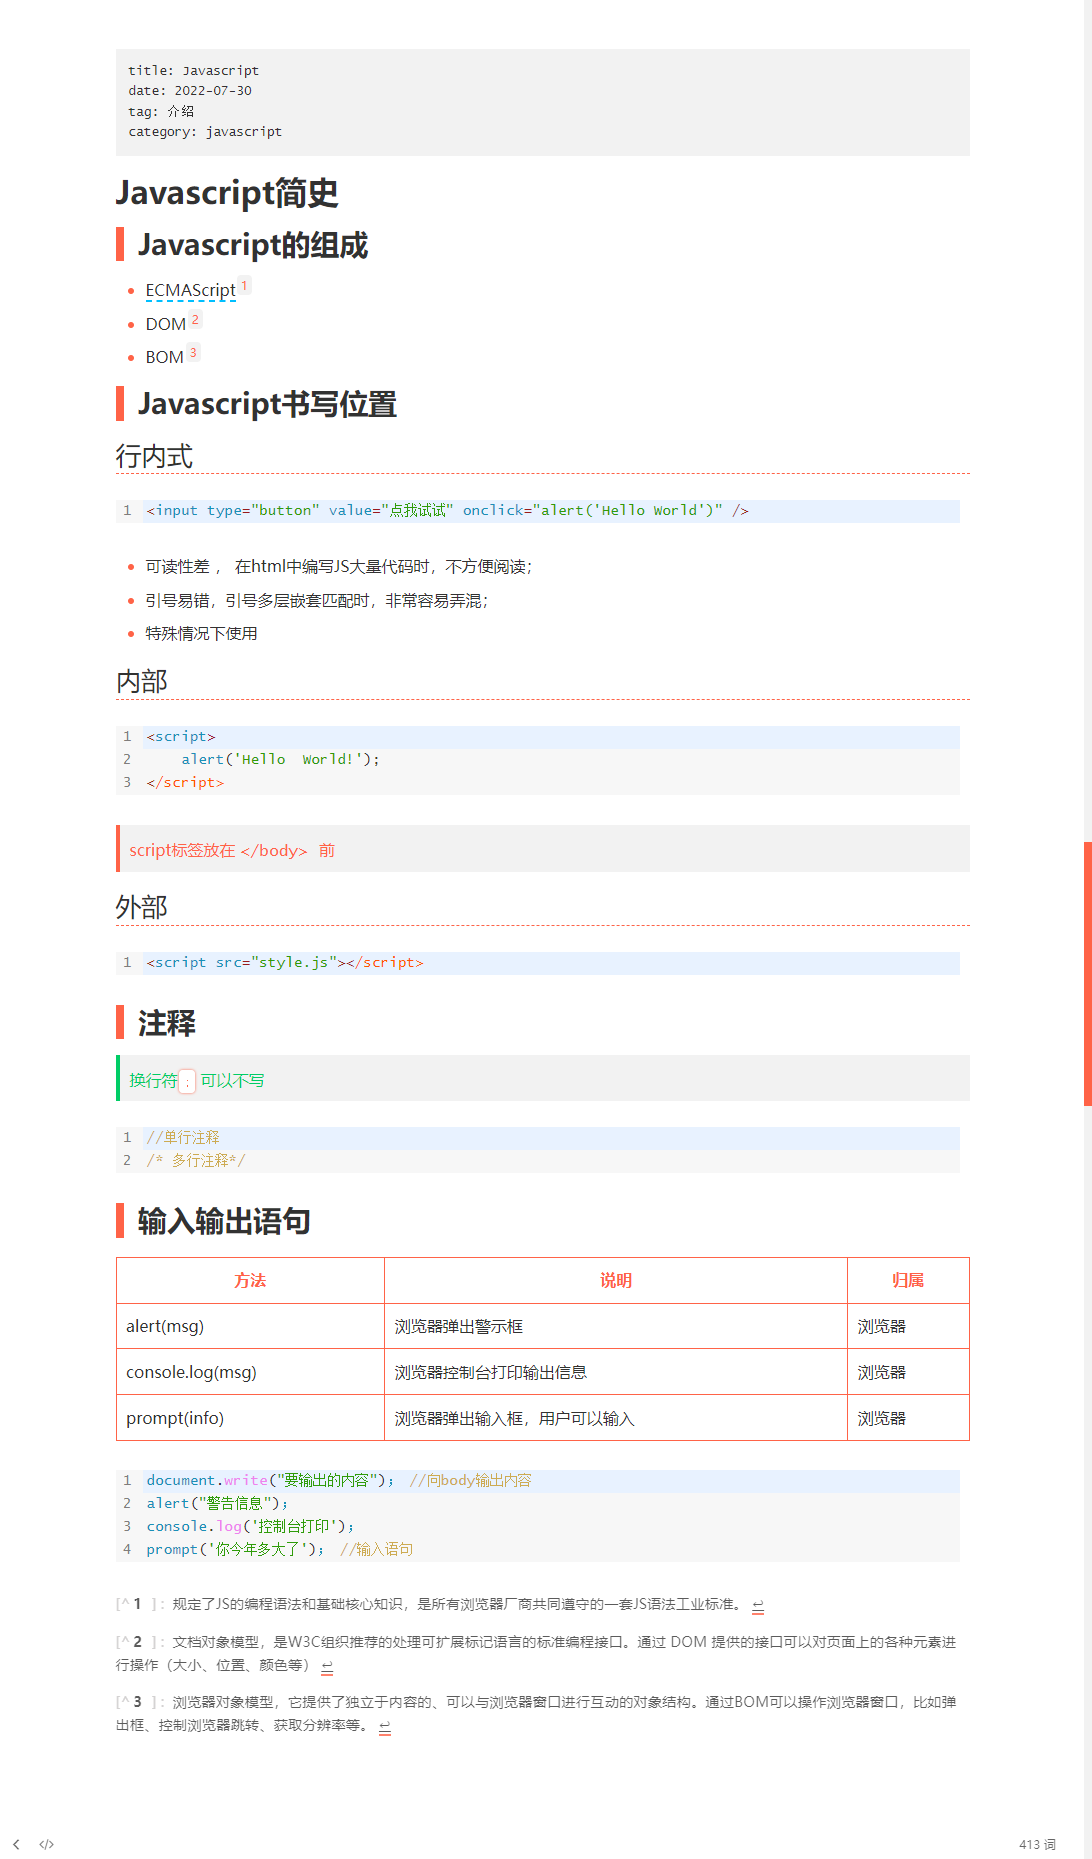 title: Javascript
date: 2022-07-30
tag: 介绍
category: javascript
Javascript简史
Javascript的组成
ECMAScript 1
DOM 2
BOM 3
Javascript书写位置
行内式
1 <input type="button" value="点我试试" onclick="alert('Hello World')" />
可读性差 ， 在html中编写JS大量代码时，不方便阅读；
引号易错，引号多层嵌套匹配时，非常容易弄混；
特殊情况下使用
内部
1 <script>
2     alert('Hello  World!');
3 </script>
script标签放在 </body>  前
外部
1 <script src="style.js"></script>
注释
换行符 ; 可以不写
1 //单行注释
2 /* 多行注释*/
输入输出语句
方法 说明 归属
alert(msg) 浏览器弹出警示框 浏览器
console.log(msg) 浏览器控制台打印输出信息 浏览器
prompt(info) 浏览器弹出输入框，用户可以输入 浏览器
1 document.write("要输出的内容"); //向body输出内容
2 alert("警告信息");
3 console.log('控制台打印');
4 prompt('你今年多大了'); //输入语句
[^ 1 ]：规定了JS的编程语法和基础核心知识，是所有浏览器厂商共同遵守的一套JS语法工业标准。 ↩
[^ 2 ]：文档对象模型，是W3C组织推荐的处理可扩展标记语言的标准编程接口。通过 DOM 提供的接口可以对页面上的各种元素进
行操作（大小、位置、颜色等） ↩
[^ 3 ]：浏览器对象模型，它提供了独立于内容的、可以与浏览器窗口进行互动的对象结构。通过BOM可以操作浏览器窗口，比如弹
出框、控制浏览器跳转、获取分辨率等。 ↩
< </> 413 词